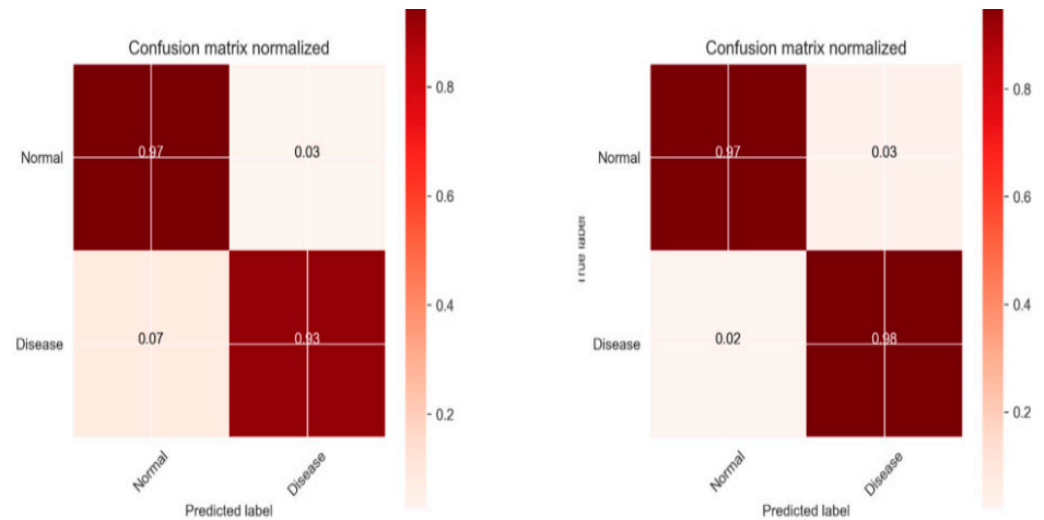 Confusion matrix normalized
Normal
0.97
0.03
Disease
0.07
0.93
Normal
Disease
Predicted label
0.8
0.6
0.4
0.2
Confusion matrix normalized
True label
Normal
0.97
0.03
Disease
0.02
0.98
Normal
Disease
Predicted label
0.8
0.6
0.4
0.2